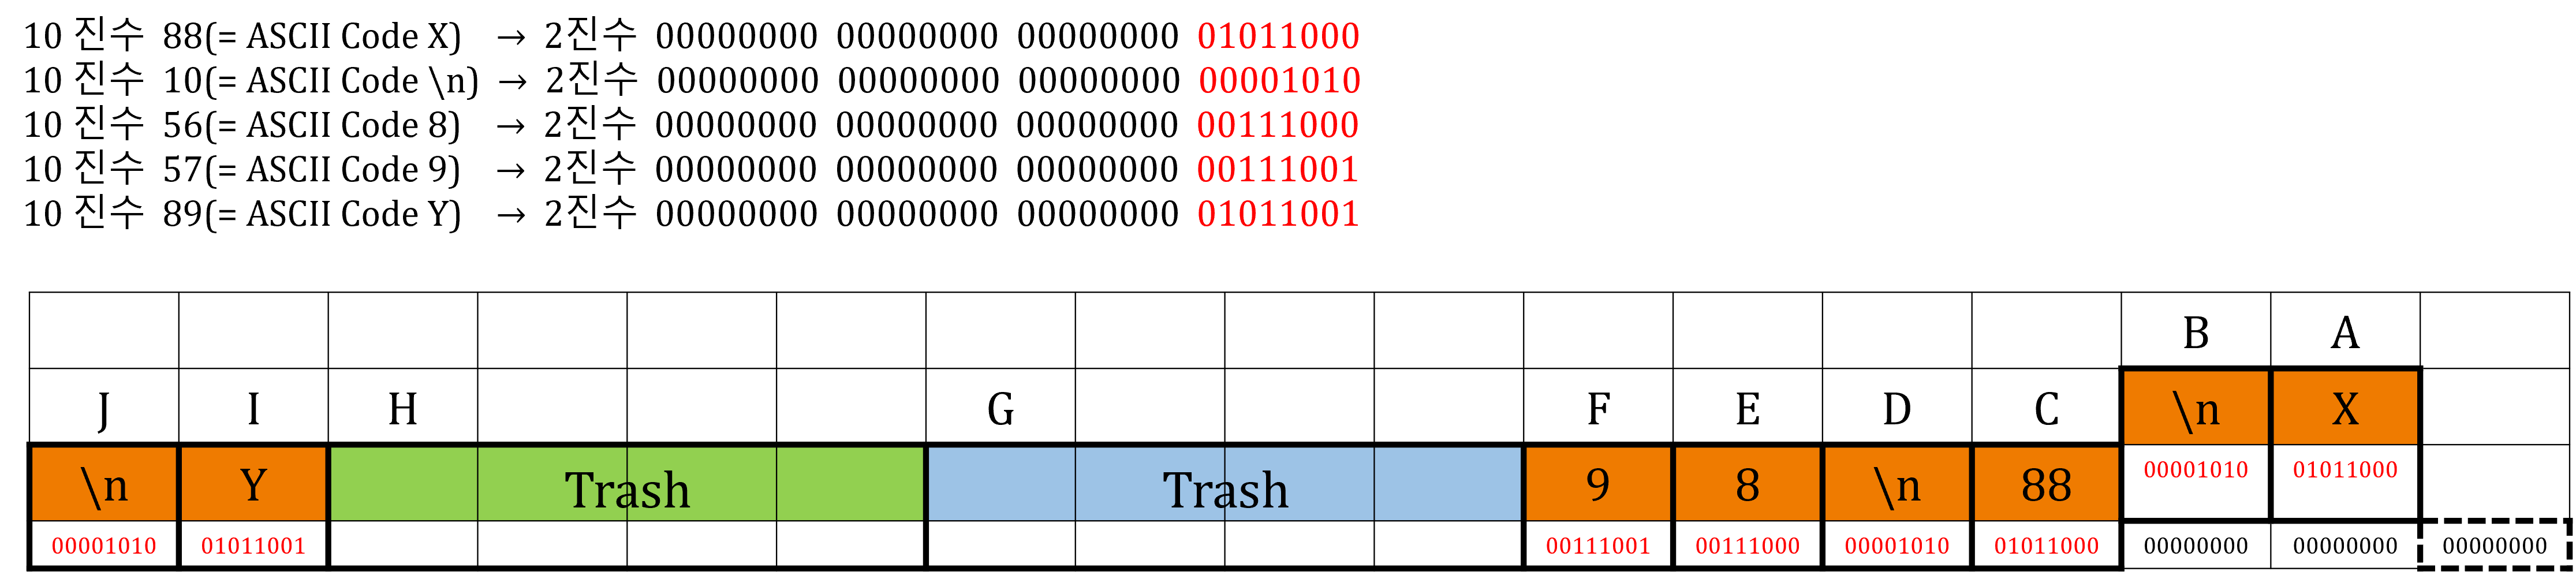 10 진수 88(= ASCII Code X) → 2진수 00000000 00000000 00000000 01011000
10 진수 10(= ASCII Code \n) → 2진수 00000000 00000000 00000000 00001010
10 진수 56(= ASCII Code 8) → 2진수 00000000 00000000 00000000 00111000
10 진수 57(= ASCII Code 9) → 2진수 00000000 00000000 00000000 00111001
10 진수 89(= ASCII Code Y) → 2진수 00000000 00000000 00000000 01011001
B A
J I H G F E D C \n X
\n Y Trash Trash 9 8 \n 88 00001010 01011000
00001010 01011001 00111001 00111000 00001010 01011000 00000000 00000000 00000000